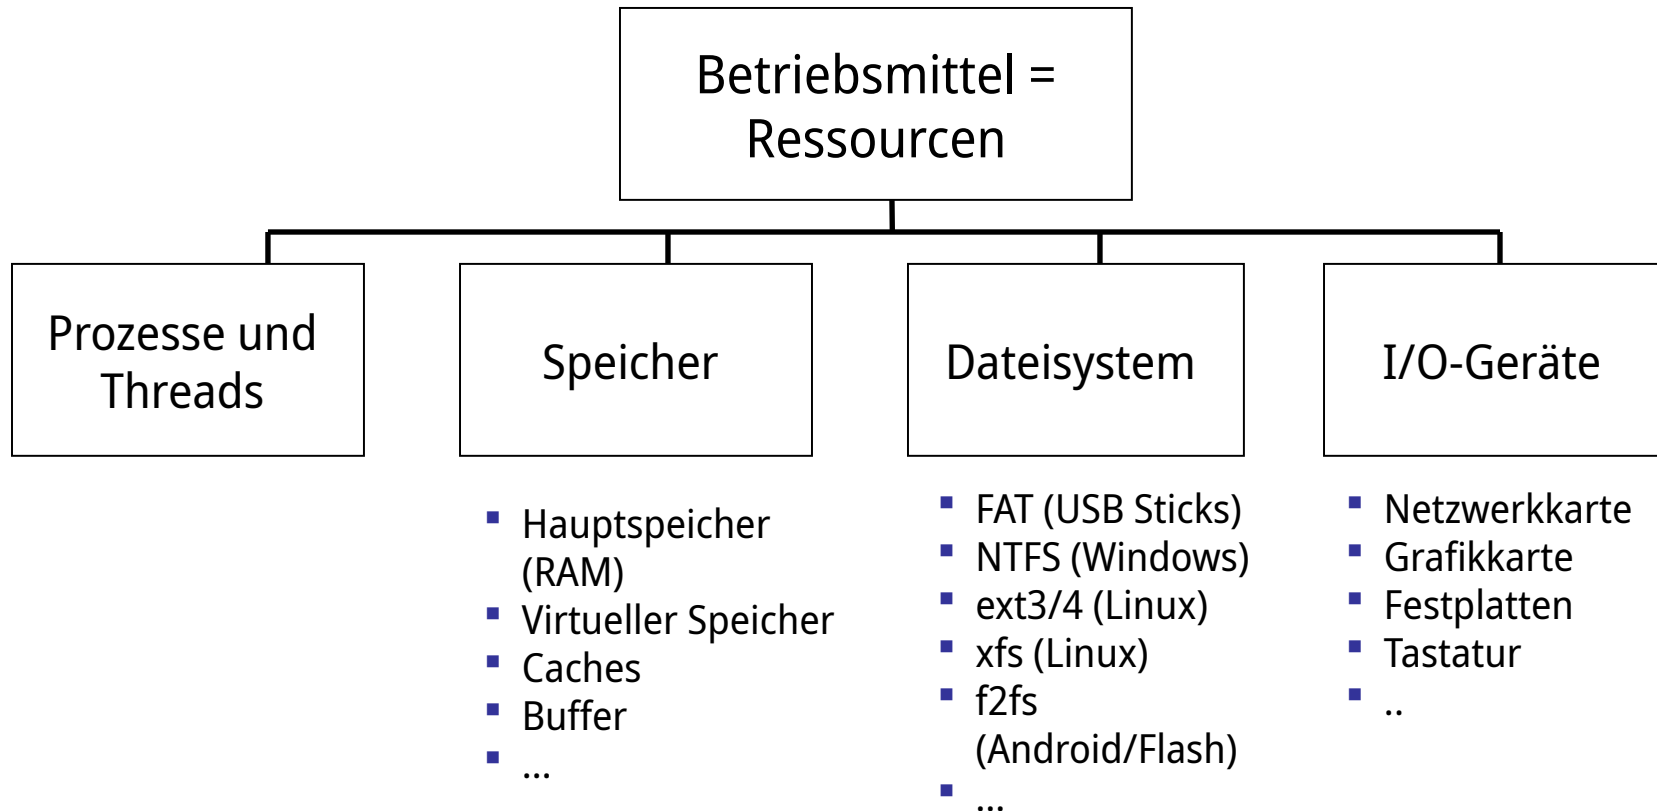 Betriebsmittel =
Ressourcen
Prozesse und
Threads
Speicher
Dateisystem
I/O-Geräte
Hauptspeicher
(RAM)
Virtueller Speicher
Caches
Buffer
...
FAT (USB Sticks)
NTFS (Windows)
ext3/4 (Linux)
xfs (Linux)
f2fs
(Android/Flash)
...
Netzwerkkarte
Grafikkarte
Festplatten
Tastatur
..